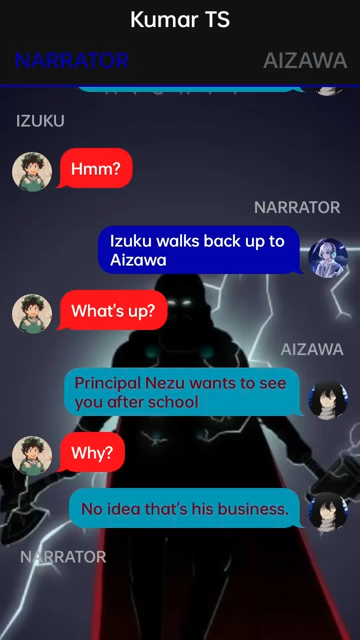 Kumar TS
NARRATOR AIZAWA
IZUKU
Hmm?
NARRATOR
Izuku walks back up to
Aizawa
What's up?
AIZAWA
Principal Nezu wants to see
you after school
Why?
No idea that's his business.
NARRATOR